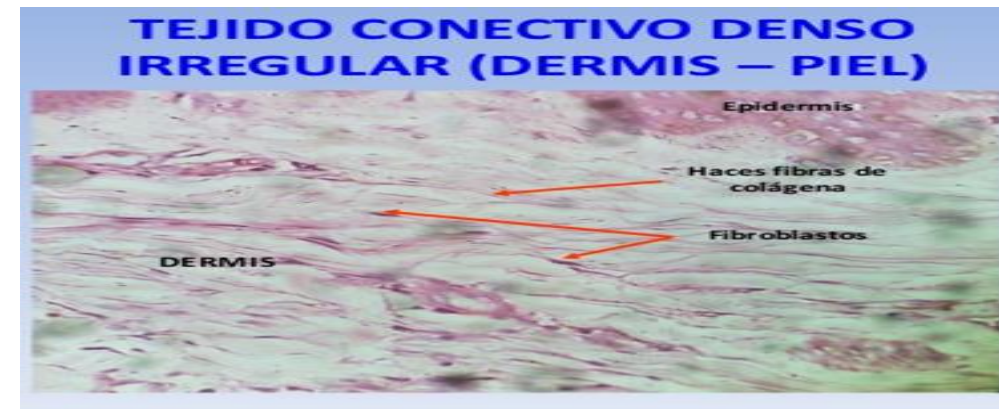 TEJIDO CONECTIVO DENSO
IRREGULAR (DERMIS – PIEL)
Epidermis
Haces fibras de
colágena
Fibroblastos
DERMIS